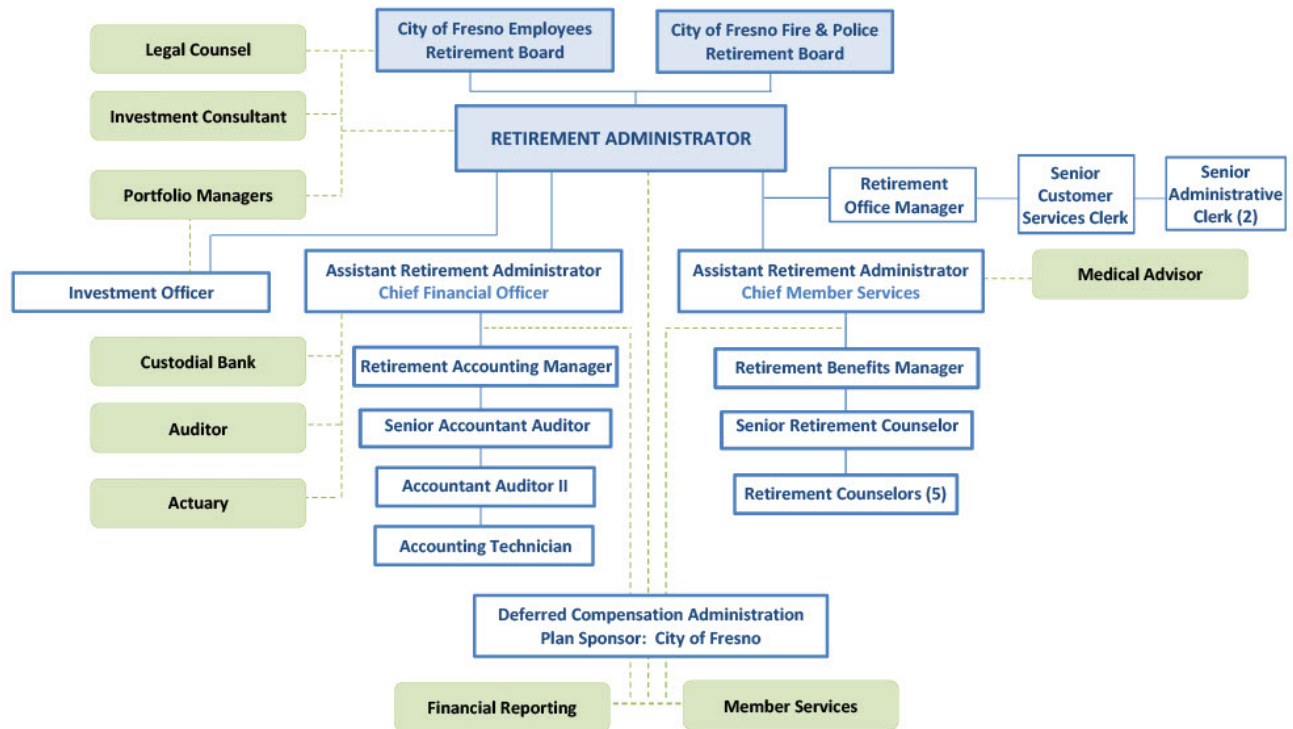 City of Fresno Employees
Retirement Board
City of Fresno Fire & Police
Retirement Board
Legal Counsel
Investment Consultant
RETIREMENT ADMINISTRATOR
Portfolio Managers
Retirement
Office Manager
Senior
Customer
Services Clerk
Senior
Administrative
Clerk (2)
Investment Officer
Assistant Retirement Administrator
Chief Financial Officer
Assistant Retirement Administrator
Chief Member Services
Medical Advisor
Custodial Bank
Retirement Accounting Manager
Retirement Benefits Manager
Auditor
Senior Accountant Auditor
Senior Retirement Counselor
Actuary
Accountant Auditor II
Retirement Counselors (5)
Accounting Technician
Deferred Compensation Administration
Plan Sponsor: City of Fresno
Financial Reporting
Member Services